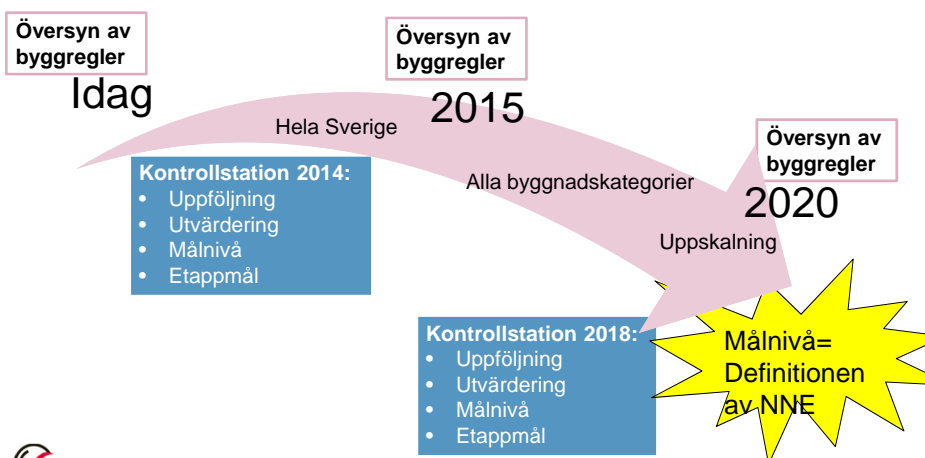 Översyn av
byggregler
Idag
Översyn av
byggregler
2015
Hela Sverige
Översyn av
byggregler
2020
Kontrollstation 2014:
• Uppföljning
• Utvärdering
• Målnivå
• Etappmål
Alla byggnadskategorier
Uppskalning
Kontrollstation 2018:
• Uppföljning
• Utvärdering
• Målnivå
• Etappmål
Målnivå=
Definitionen
av NNE